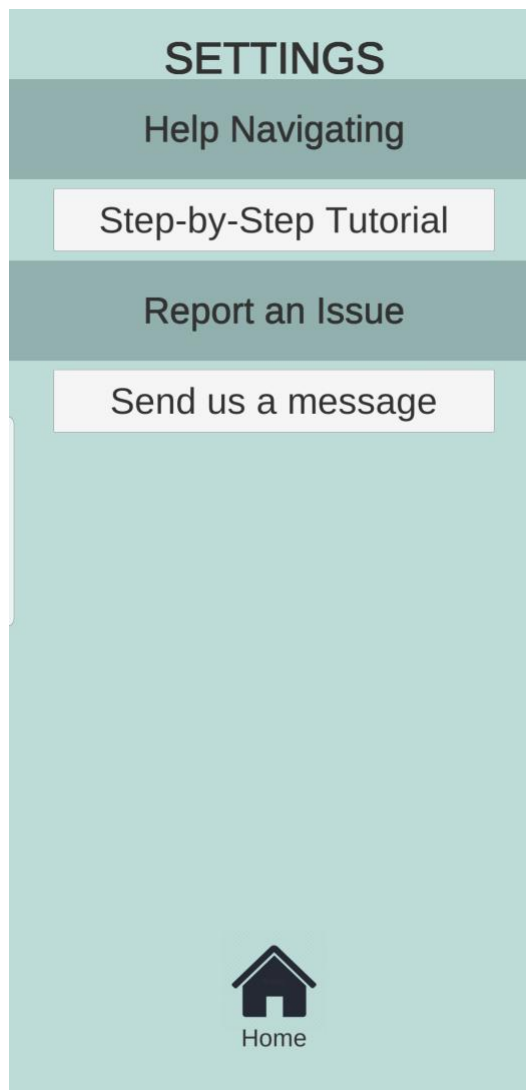 SETTINGS
Help Navigating
Step-by-Step Tutorial
Report an Issue
Send us a message
Home